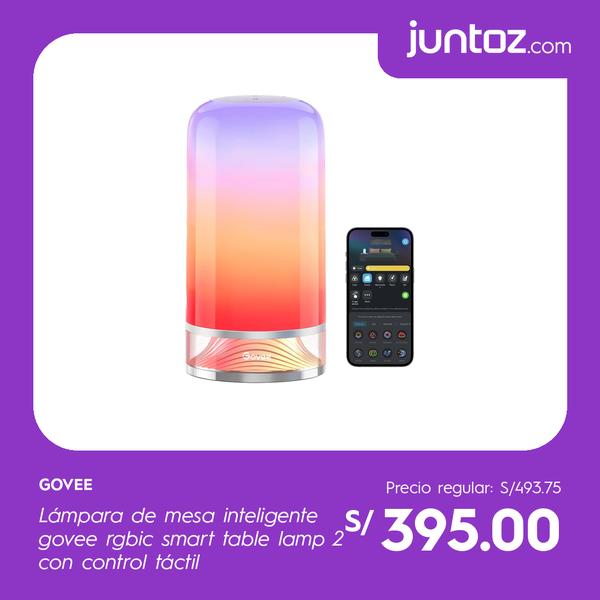 juntoz.com
Govee
GOVEE
Lámpara de mesa inteligente
govee rgbic smart table lamp 2
con control táctil
Precio regular: S/493.75
S/ 395.00